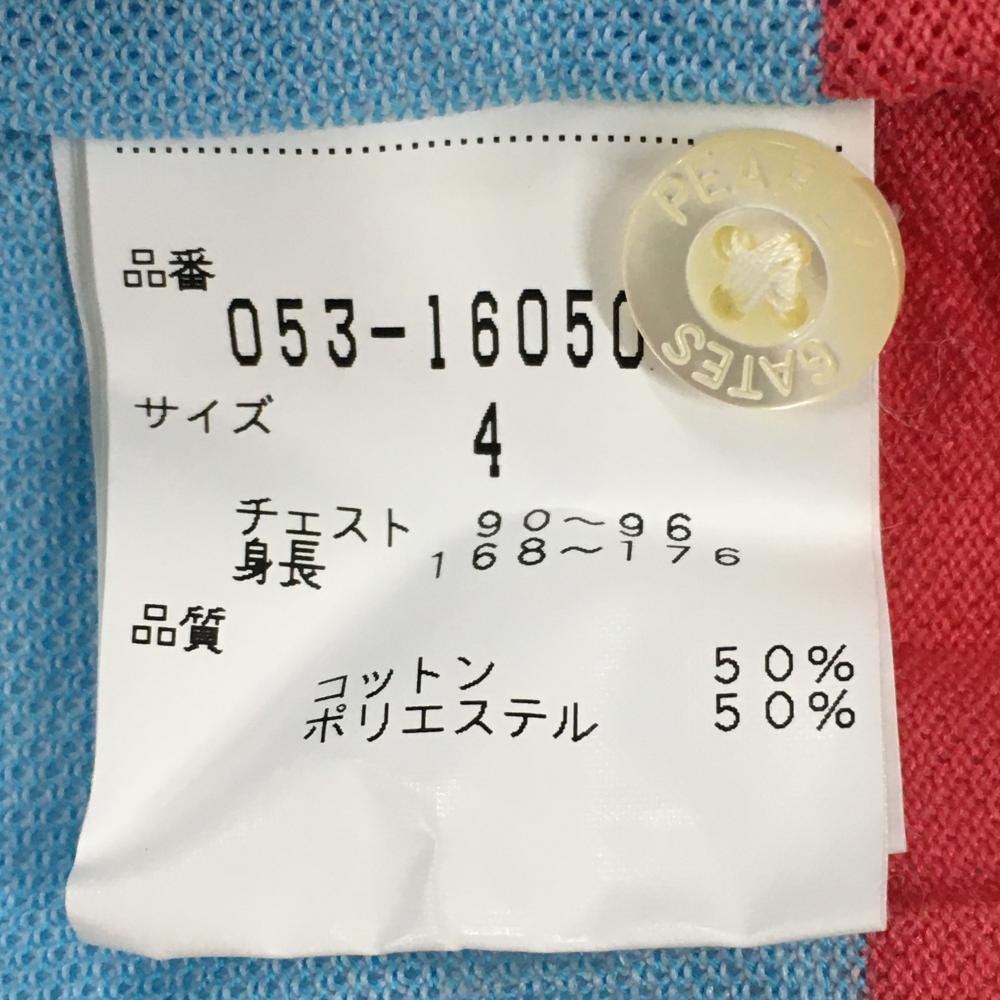 品番
053-16050
サイズ
4
チェスト 90～96
身長 168～176
品質
コットン 50%
ポリエステル 50%
GATES